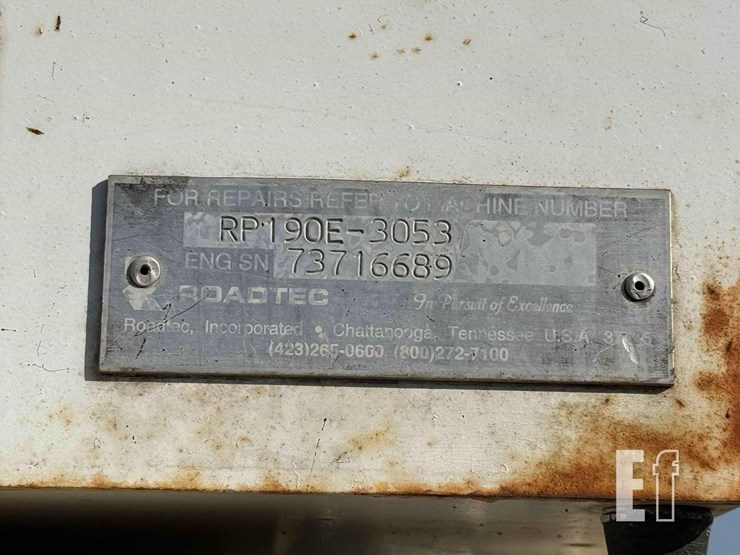 FOR REPAIRS REFER TO MACHINE NUMBER
RP190E-3053
ENG SN 73716689
ROADTEC In Pursuit of Excellence
Roadtec, Incorporated • Chattanooga, Tennessee U.S.A.
(423)265-0600 (800)272-7100
Ef